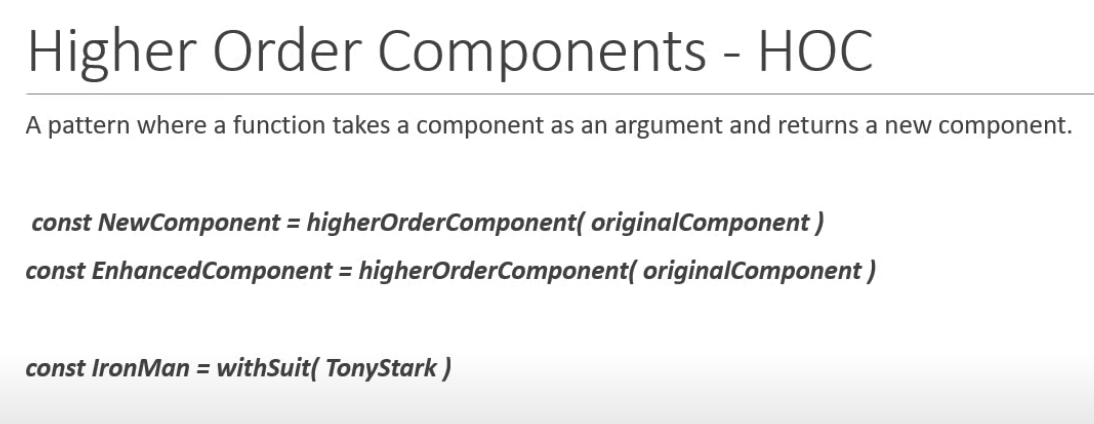 Higher Order Components - HOC
A pattern where a function takes a component as an argument and returns a new component.
const NewComponent = higherOrderComponent( originalComponent )
const EnhancedComponent = higherOrderComponent( originalComponent )
const IronMan = withSuit( TonyStark )